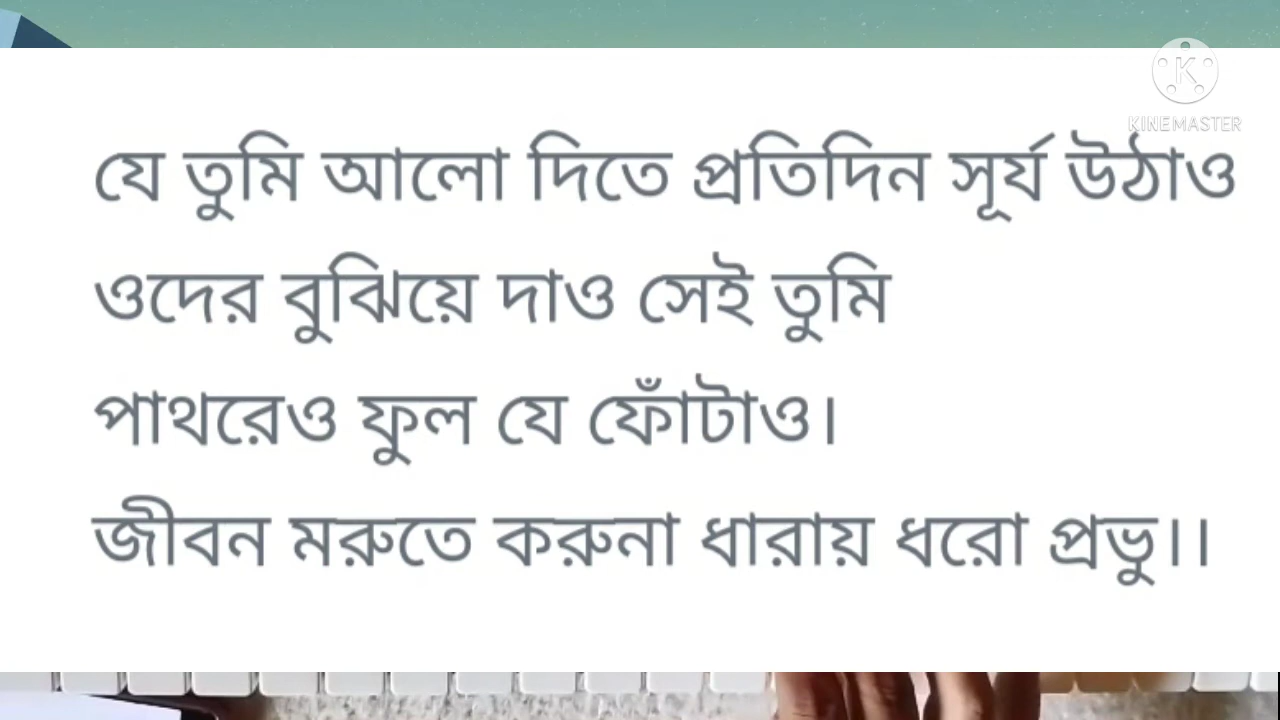 KINEMASTER
যে তুমি আলো দিতে প্রতিদিন সূর্য উঠাও
ওদের বুঝিয়ে দাও সেই তুমি
পাথরেও ফুল যে ফোঁটাও।
জীবন মরুতে করুনা ধারায় ধরো প্রভু।।